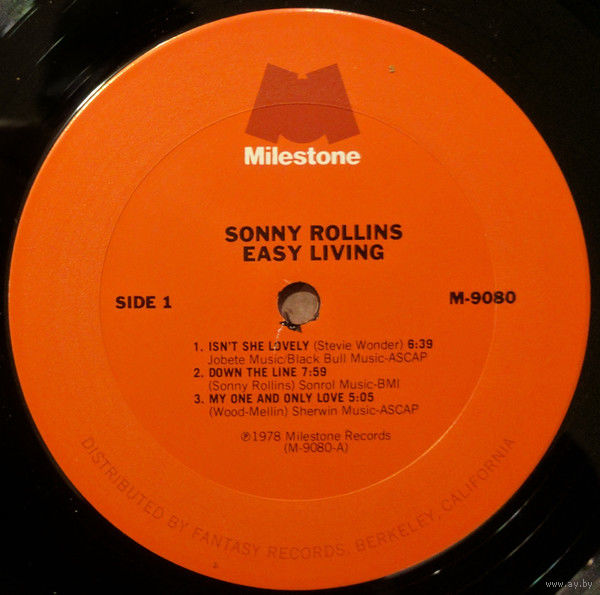 Milestone
SONNY ROLLINS
EASY LIVING
SIDE 1
M-9080
1. ISN'T SHE LOVELY (Stevie Wonder) 6:39
Jobete Music/Black Bull Music-ASCAP
2. DOWN THE LINE 7:59
(Sonny Rollins) Sonrol Music-BMI
3. MY ONE AND ONLY LOVE 5:05
(Wood-Mellin) Sherwin Music-ASCAP
℗1978 Milestone Records
(M-9080-A)
DISTRIBUTED BY FANTASY RECORDS, BERKELEY, CALIFORNIA
www.ay.by